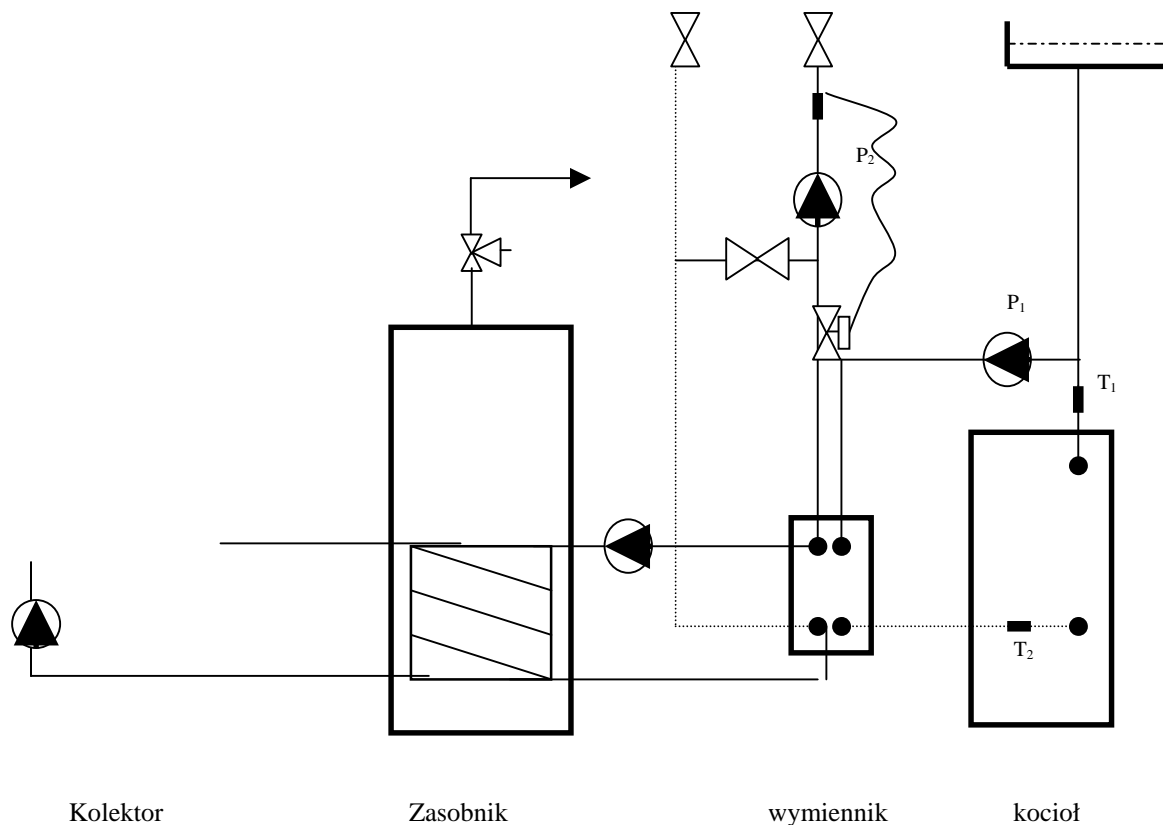 P₂
P₁
T₁
T₂
Kolektor Zasobnik wymiennik kocioł